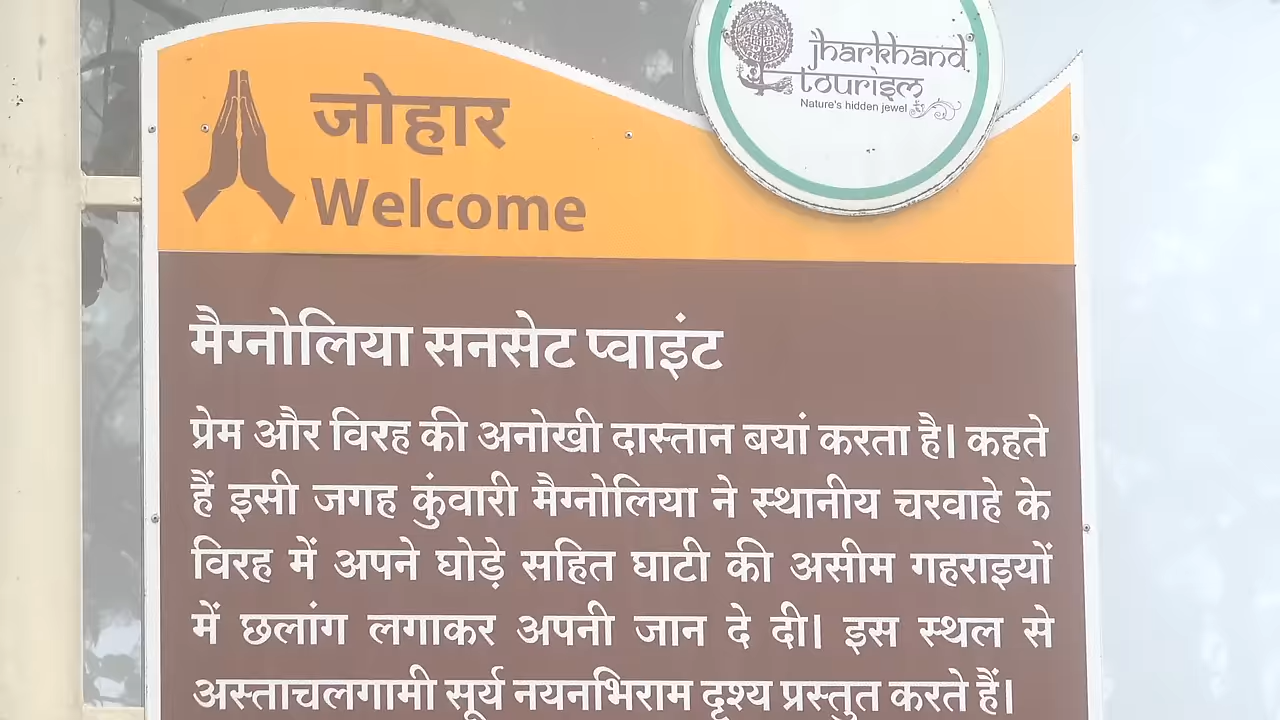 जोहार
Welcome
jharkhand
tourism
Nature's hidden jewel
मैग्नोलिया सनसेट प्वाइंट
प्रेम और विरह की अनोखी दास्तान बयां करता है। कहते
हैं इसी जगह कुंवारी मैग्नोलिया ने स्थानीय चरवाहे के
विरह में अपने घोड़े सहित घाटी की असीम गहराइयों
में छलांग लगाकर अपनी जान दे दी। इस स्थल से
अस्ताचलगामी सूर्य नयनभिराम दृश्य प्रस्तुत करते हैं।